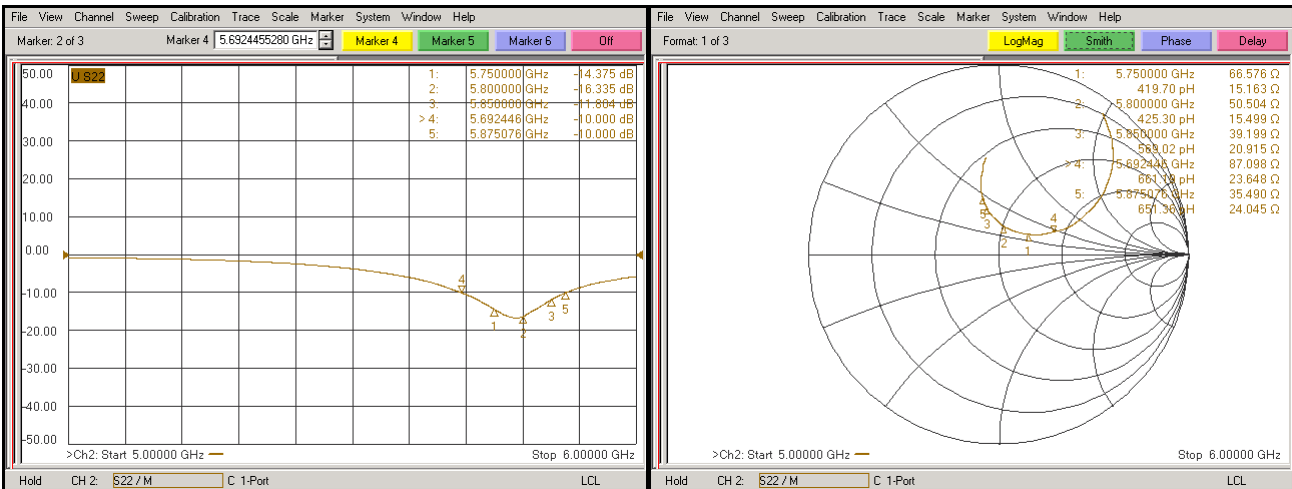 File View Channel Sweep Calibration Trace Scale Marker System Window Help
Marker: 2 of 3 Marker 4 5.6924455280 GHz Marker 4 Marker 5 Marker 6 Off
50.00
40.00
30.00
20.00
10.00
0.00
-10.00
-20.00
-30.00
-40.00
-50.00
U S22
1: 5.750000 GHz -14.375 dB
2: 5.800000 GHz -16.335 dB
3: 5.850000 GHz -11.804 dB
> 4: 5.692446 GHz -10.000 dB
5: 5.875076 GHz -10.000 dB
4
1
2
3
5
>Ch2: Start 5.00000 GHz
Stop 6.00000 GHz
Hold CH 2: S22 / M C 1-Port LCL
File View Channel Sweep Calibration Trace Scale Marker System Window Help
Format: 1 of 3 LogMag Smith Phase Delay
1: 5.750000 GHz 66.576 Ω
419.70 pH 15.163 Ω
2: 5.800000 GHz 50.504 Ω
425.30 pH 15.499 Ω
3: 5.850000 GHz 39.199 Ω
569.02 pH 20.915 Ω
> 4: 5.692446 GHz 87.098 Ω
661.19 pH 23.648 Ω
5: 5.875076 GHz 35.490 Ω
651.36 pH 24.045 Ω
5
3
2
1
4
>Ch2: Start 5.00000 GHz
Stop 6.00000 GHz
Hold CH 2: S22 / M C 1-Port LCL